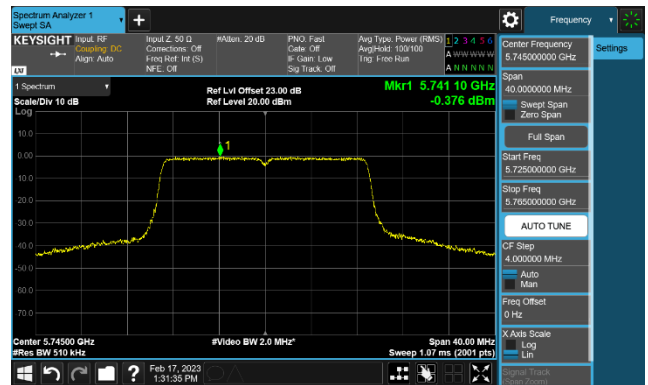 Spectrum Analyzer 1
Swept SA
Frequency
KEYSIGHT
Input: RF
Coupling: DC
Align: Auto
Input Z: 50 Ω
Corrections: Off
Freq Ref: Int (S)
NFE: Off
#Atten: 20 dB
PNO: Fast
Gate: Off
IF Gain: Low
Sig Track: Off
Avg Type: Power (RMS)
Avg|Hold: 100/100
Trig: Free Run
1 2 3 4 5 6
A W W W W W
A N N N N N
LXI
1 Spectrum
Scale/Div 10 dB
Log
Ref Lvl Offset 23.00 dB
Ref Level 20.00 dBm
Mkr1 5.741 10 GHz
-0.376 dBm
1
10.0
0.00
-10.0
-20.0
-30.0
-40.0
-50.0
-60.0
-70.0
Center 5.74500 GHz
#Res BW 510 kHz
#Video BW 2.0 MHz*
Span 40.00 MHz
Sweep 1.07 ms (2001 pts)
Feb 17, 2023
1:31:35 PM
Center Frequency
5.745000000 GHz
Settings
Span
40.0000000 MHz
Swept Span
Zero Span
Full Span
Start Freq
5.725000000 GHz
Stop Freq
5.765000000 GHz
AUTO TUNE
CF Step
4.000000 MHz
Auto
Man
Freq Offset
0 Hz
X Axis Scale
Log
Lin
Signal Track
(Span Zoom)